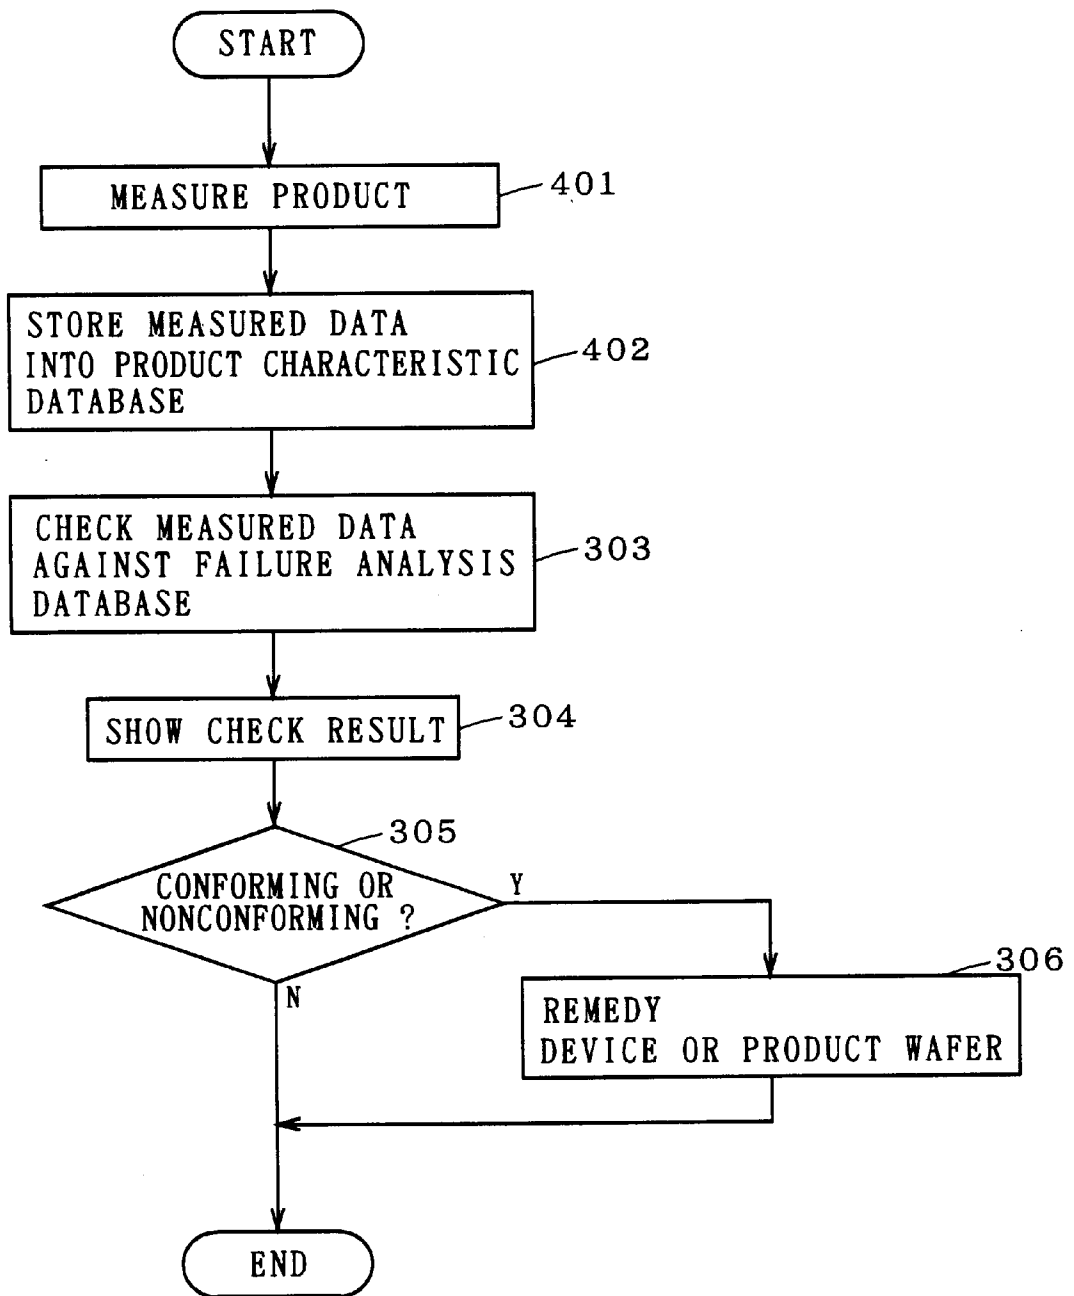 START
MEASURE PRODUCT
401
STORE MEASURED DATA
INTO PRODUCT CHARACTERISTIC
DATABASE
402
CHECK MEASURED DATA
AGAINST FAILURE ANALYSIS
DATABASE
303
SHOW CHECK RESULT
304
305
CONFORMING OR
NONCONFORMING ?
Y
N
306
REMEDY
DEVICE OR PRODUCT WAFER
END